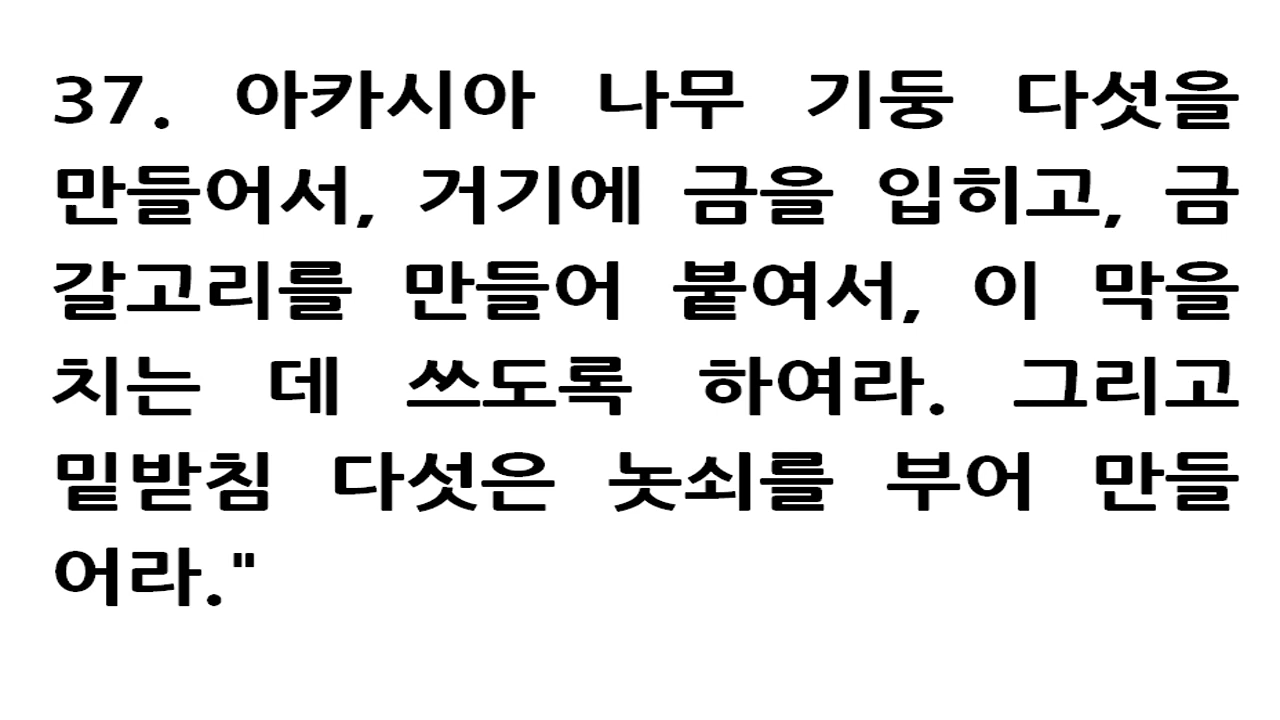 37. 아카시아 나무 기둥 다섯을
만들어서, 거기에 금을 입히고, 금
갈고리를 만들어 붙여서, 이 막을
치는 데 쓰도록 하여라. 그리고
밑받침 다섯은 놋쇠를 부어 만들
어라."